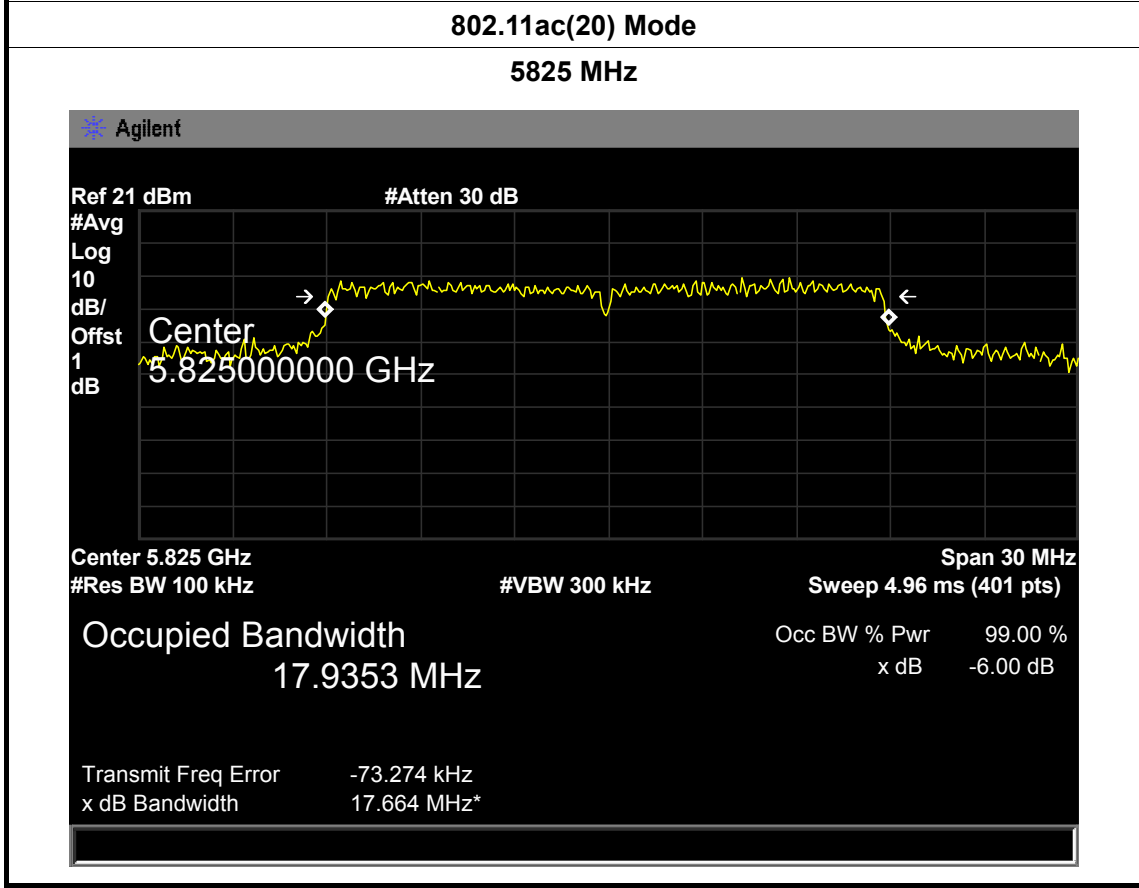 802.11ac(20) Mode
5825 MHz
Agilent
Ref 21 dBm #Atten 30 dB
#Avg
Log
10
dB/
Offst
1
dB
Center
5.825000000 GHz
Center 5.825 GHz Span 30 MHz
#Res BW 100 kHz #VBW 300 kHz Sweep 4.96 ms (401 pts)
Occupied Bandwidth Occ BW % Pwr 99.00 %
17.9353 MHz x dB -6.00 dB
Transmit Freq Error -73.274 kHz
x dB Bandwidth 17.664 MHz*